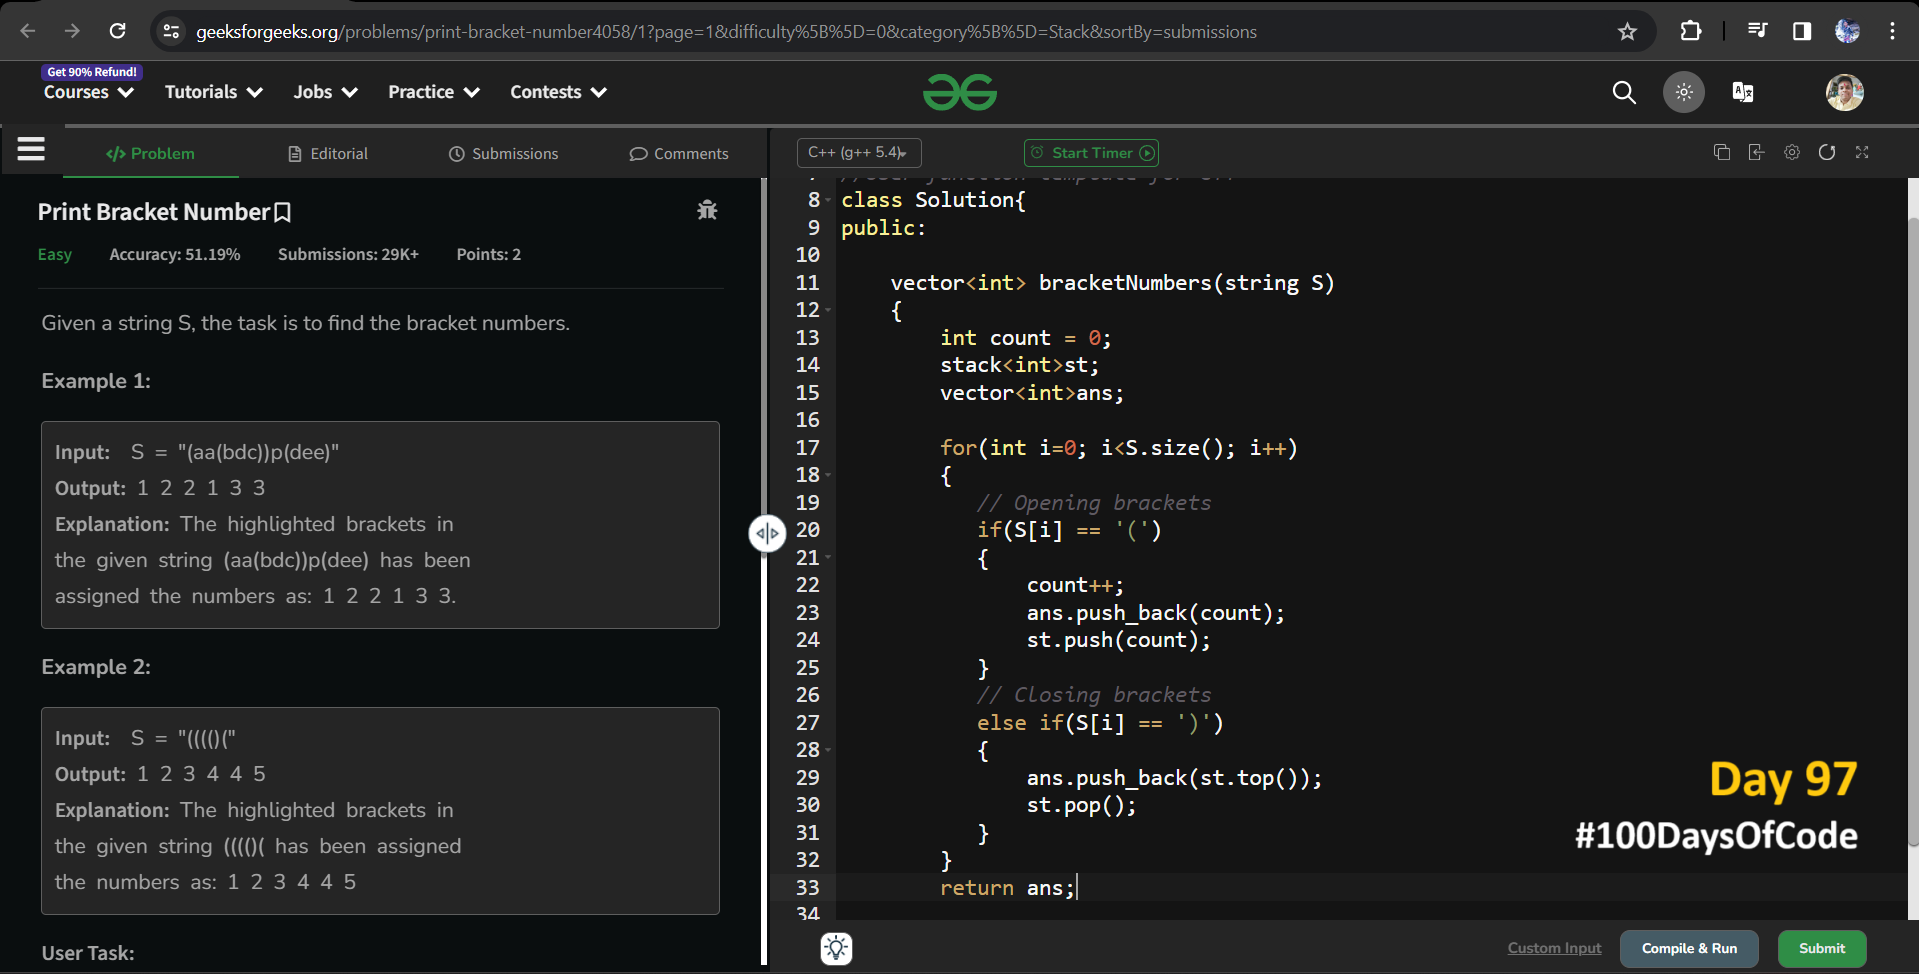 geeksforgeeks.org/problems/print-bracket-number4058/1?page=1&difficulty%5B%5D=0&category%5B%5D=Stack&sortBy=submissions
Get 90% Refund!
Courses Tutorials Jobs Practice Contests
</> Problem Editorial Submissions Comments
Print Bracket Number
Easy Accuracy: 51.19% Submissions: 29K+ Points: 2
Given a string S, the task is to find the bracket numbers.
Example 1:
Input: S = "(aa(bdc))p(dee)"
Output: 1 2 2 1 3 3
Explanation: The highlighted brackets in
the given string (aa(bdc))p(dee) has been
assigned the numbers as: 1 2 2 1 3 3.
Example 2:
Input: S = "(((()("
Output: 1 2 3 4 4 5
Explanation: The highlighted brackets in
the given string (((()( has been assigned
the numbers as: 1 2 3 4 4 5
User Task:
C++ (g++ 5.4) Start Timer
8 class Solution{
9 public:
10
11 vector<int> bracketNumbers(string S)
12 {
13 int count = 0;
14 stack<int>st;
15 vector<int>ans;
16
17 for(int i=0; i<S.size(); i++)
18 {
19 // Opening brackets
20 if(S[i] == '(')
21 {
22 count++;
23 ans.push_back(count);
24 st.push(count);
25 }
26 // Closing brackets
27 else if(S[i] == ')')
28 {
29 ans.push_back(st.top());
30 st.pop();
31 }
32 }
33 return ans;
34
Day 97
#100DaysOfCode
Custom Input Compile & Run Submit